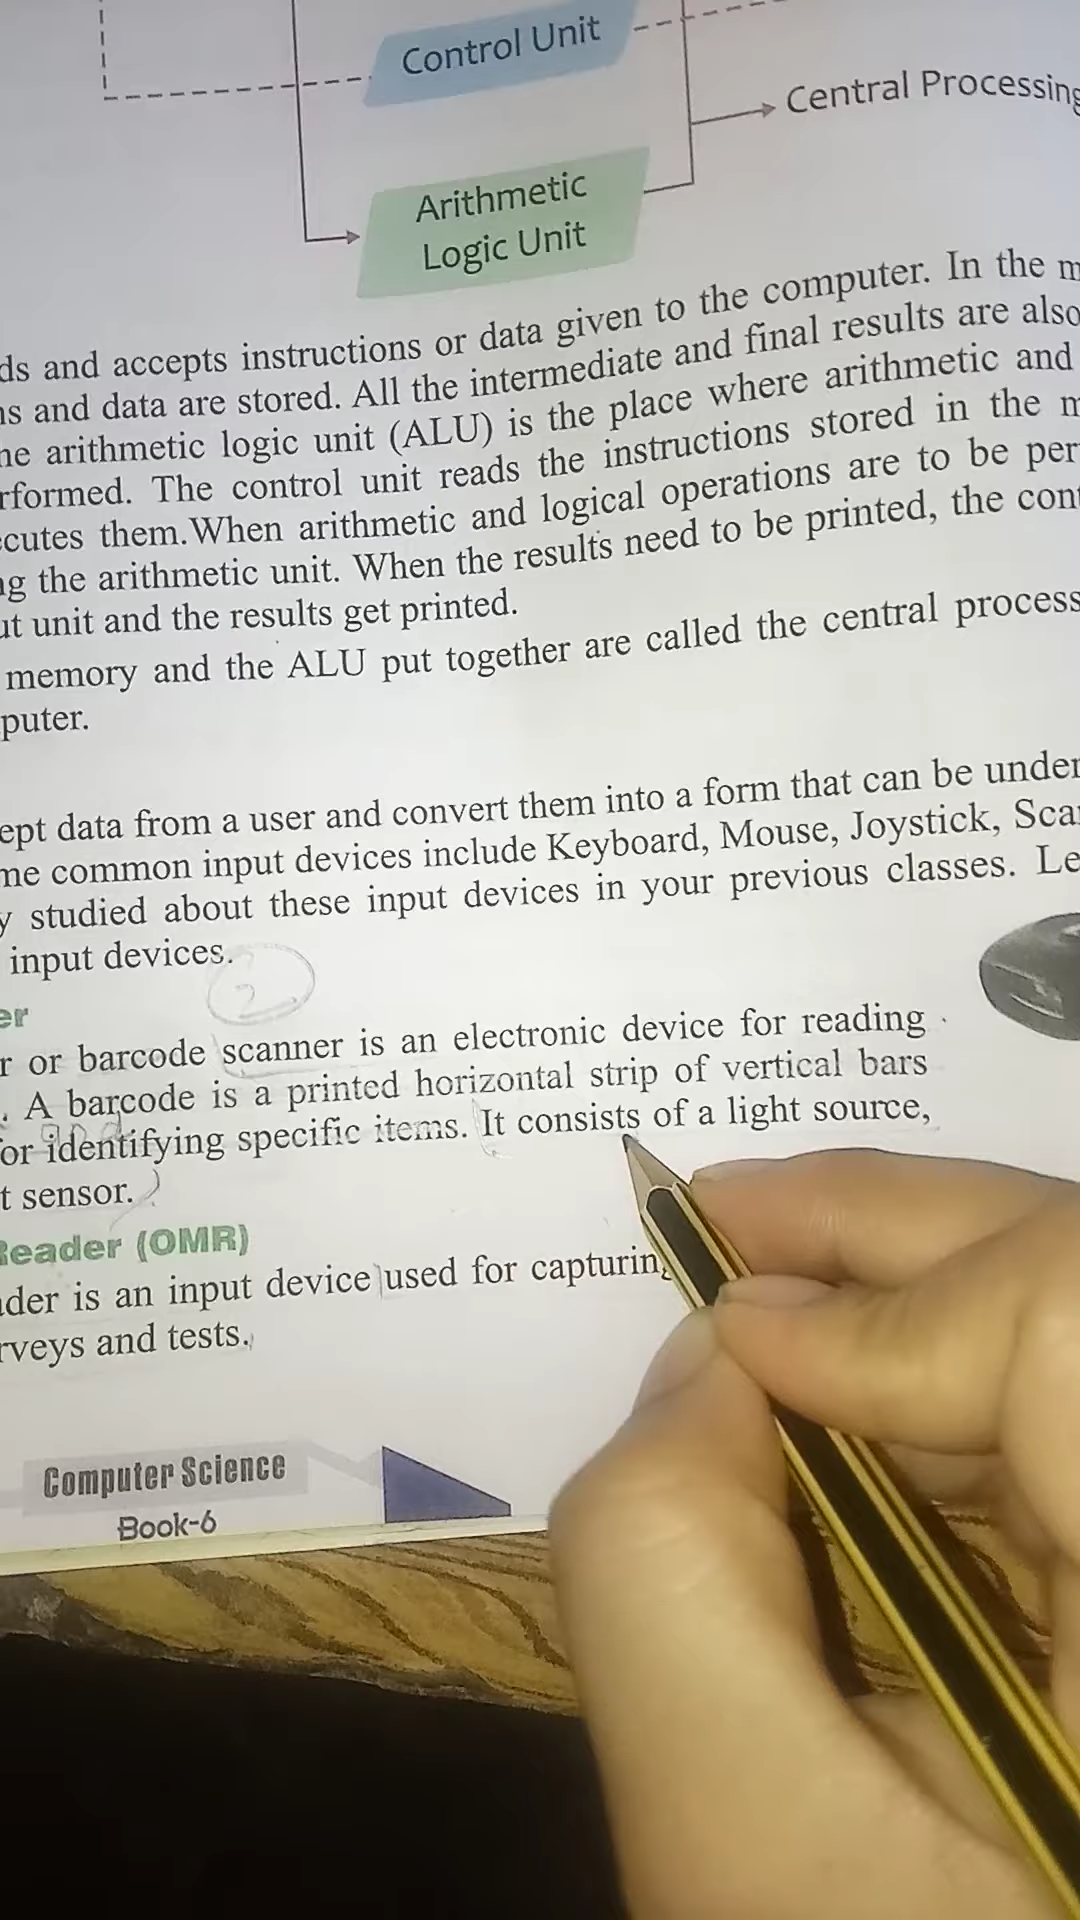 Control Unit
Central Processing
Arithmetic
Logic Unit
ds and accepts instructions or data given to the computer. In the m
ns and data are stored. All the intermediate and final results are also
he arithmetic logic unit (ALU) is the place where arithmetic and
rformed. The control unit reads the instructions stored in the m
ecutes them.When arithmetic and logical operations are to be per
ng the arithmetic unit. When the results need to be printed, the cont
ut unit and the results get printed.
memory and the ALU put together are called the central process
puter.
ept data from a user and convert them into a form that can be under
me common input devices include Keyboard, Mouse, Joystick, Scan
y studied about these input devices in your previous classes. Le
input devices.
2
er
r or barcode scanner is an electronic device for reading
. A barcode is a printed horizontal strip of vertical bars
for identifying specific items. It consists of a light source,
t sensor.
Reader (OMR)
ader is an input device used for capturing
rveys and tests.
Computer Science
Book-6